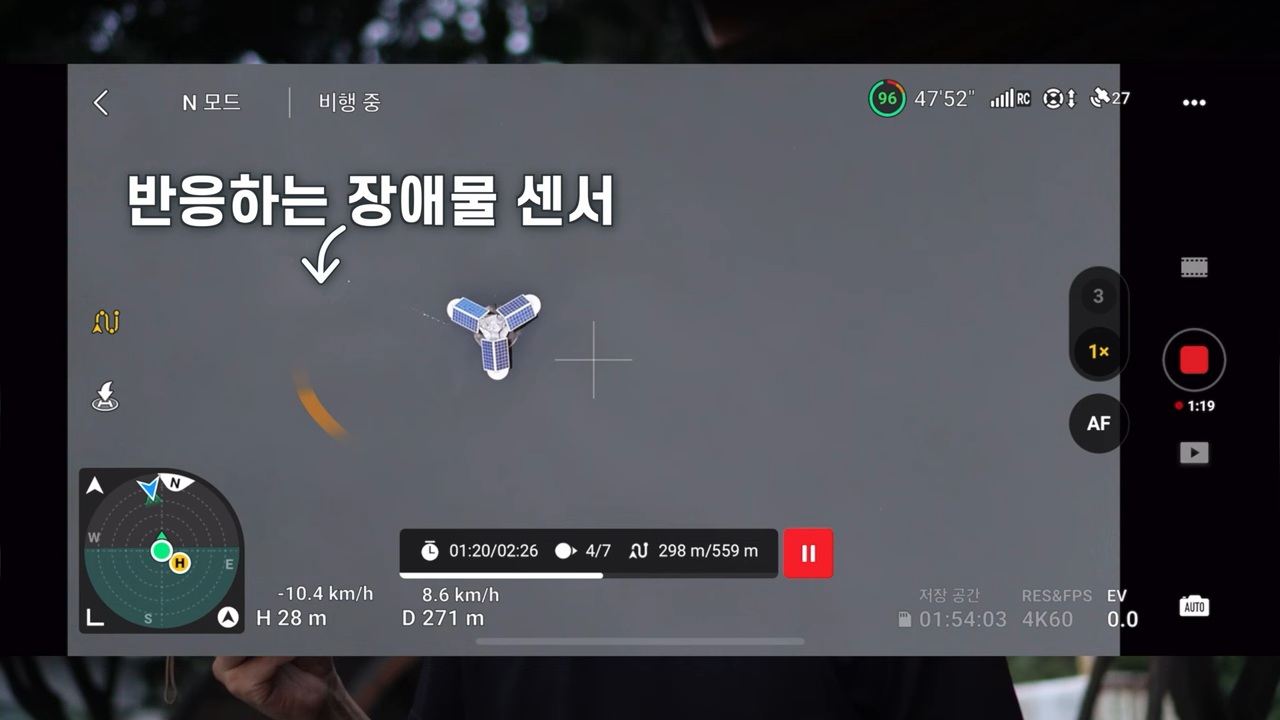 N 모드
비행 중
96
47'52"
RC
27
반응하는 장애물 센서
3
1×
AF
1:19
N
W
E
S
H
01:20/02:26
4/7
298 m/559 m
-10.4 km/h
8.6 km/h
H 28 m
D 271 m
저장 공간
01:54:03
RES&FPS
4K60
EV
0.0
AUTO